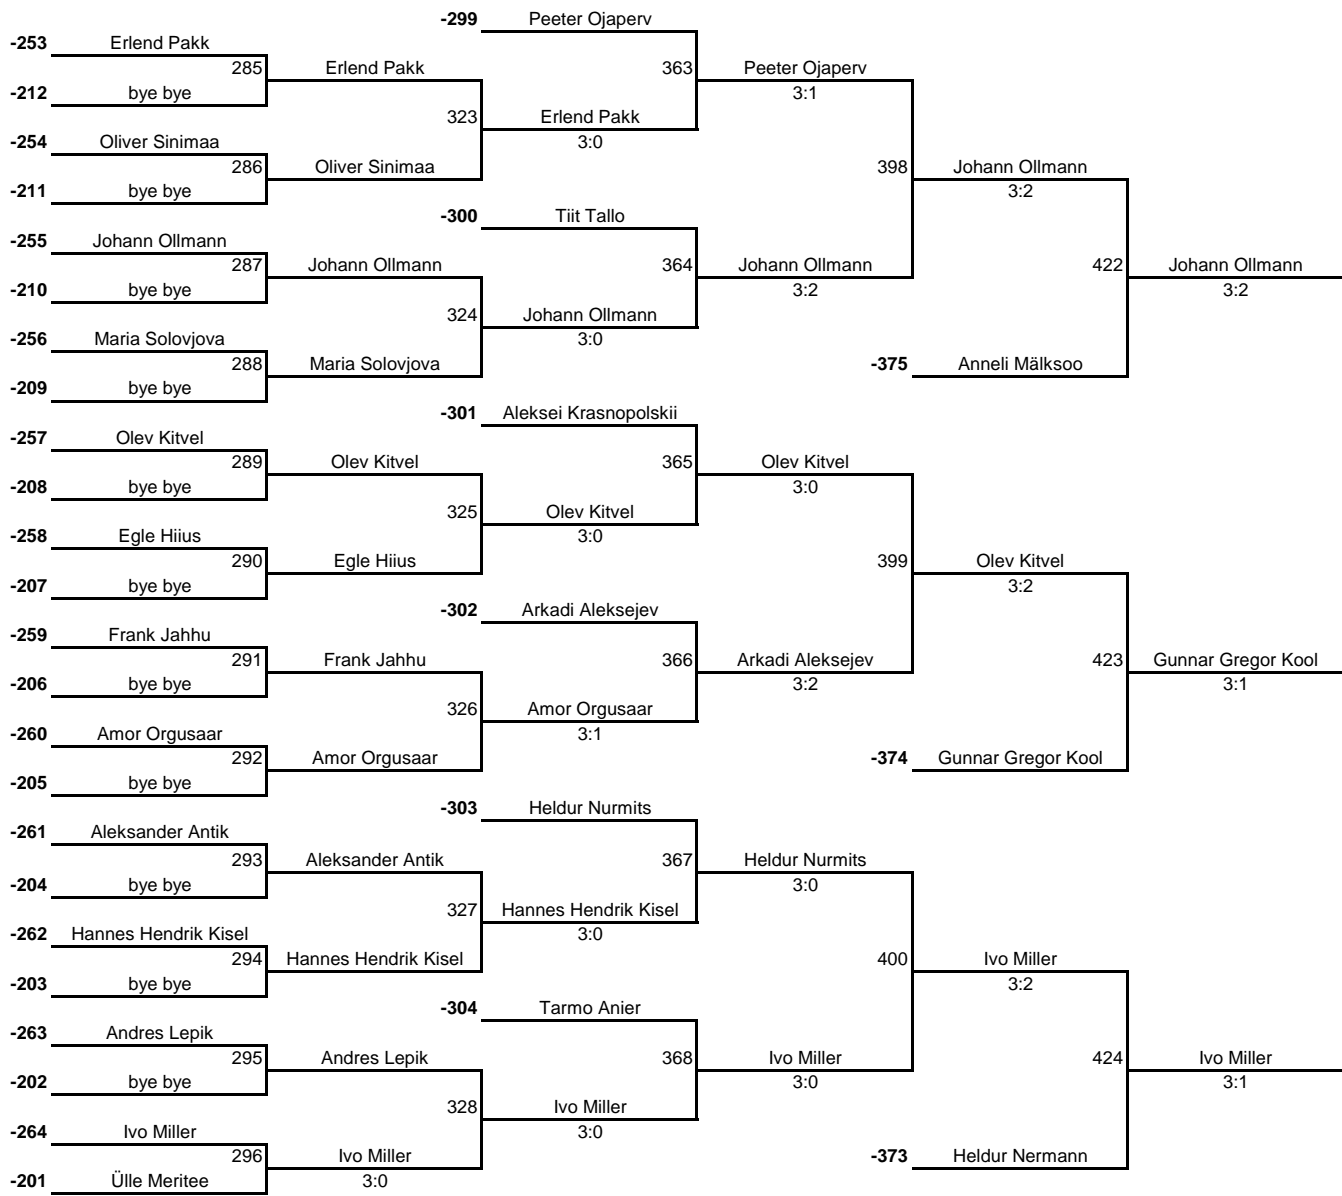 -299 Peeter Ojaperv
-253 Erlend Pakk
285 Erlend Pakk 363 Peeter Ojaperv
-212 bye bye 3:1
323 Erlend Pakk
-254 Oliver Sinimaa 3:0
286 Oliver Sinimaa 398 Johann Ollmann
-211 bye bye 3:2
-300 Tiit Tallo
-255 Johann Ollmann
287 Johann Ollmann 364 Johann Ollmann 422 Johann Ollmann
-210 bye bye 3:2 3:2
324 Johann Ollmann
-256 Maria Solovjova 3:0
288 Maria Solovjova -375 Anneli Mälksoo
-209 bye bye
-301 Aleksei Krasnopolskii
-257 Olev Kitvel
289 Olev Kitvel 365 Olev Kitvel
-208 bye bye 3:0
325 Olev Kitvel
-258 Egle Hiius 3:0
290 Egle Hiius 399 Olev Kitvel
-207 bye bye 3:2
-302 Arkadi Aleksejev
-259 Frank Jahhu
291 Frank Jahhu 366 Arkadi Aleksejev 423 Gunnar Gregor Kool
-206 bye bye 3:2 3:1
326 Amor Orgusaar
-260 Amor Orgusaar 3:1
292 Amor Orgusaar -374 Gunnar Gregor Kool
-205 bye bye
-303 Heldur Nurmits
-261 Aleksander Antik
293 Aleksander Antik 367 Heldur Nurmits
-204 bye bye 3:0
327 Hannes Hendrik Kisel
-262 Hannes Hendrik Kisel 3:0
294 Hannes Hendrik Kisel 400 Ivo Miller
-203 bye bye 3:2
-304 Tarmo Anier
-263 Andres Lepik
295 Andres Lepik 368 Ivo Miller 424 Ivo Miller
-202 bye bye 3:0 3:1
328 Ivo Miller
-264 Ivo Miller 3:0
296 Ivo Miller -373 Heldur Nermann
-201 Ülle Meritee 3:0